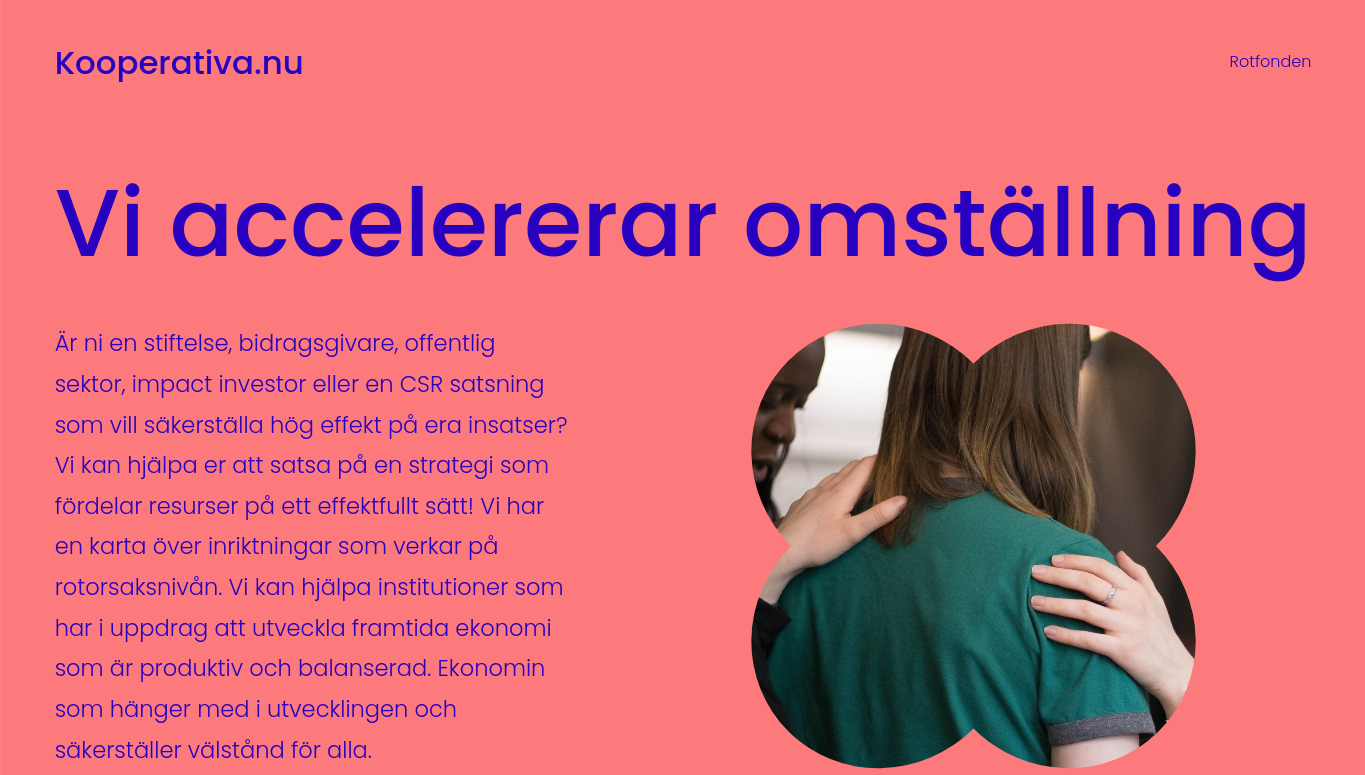 Kooperativa.nu
Rotfonden
Vi accelererar omställning
Är ni en stiftelse, bidragsgivare, offentlig
sektor, impact investor eller en CSR satsning
som vill säkerställa hög effekt på era insatser?
Vi kan hjälpa er att satsa på en strategi som
fördelar resurser på ett effektfullt sätt! Vi har
en karta över inriktningar som verkar på
rotorsaksnivån. Vi kan hjälpa institutioner som
har i uppdrag att utveckla framtida ekonomi
som är produktiv och balanserad. Ekonomin
som hänger med i utvecklingen och
säkerställer välstånd för alla.